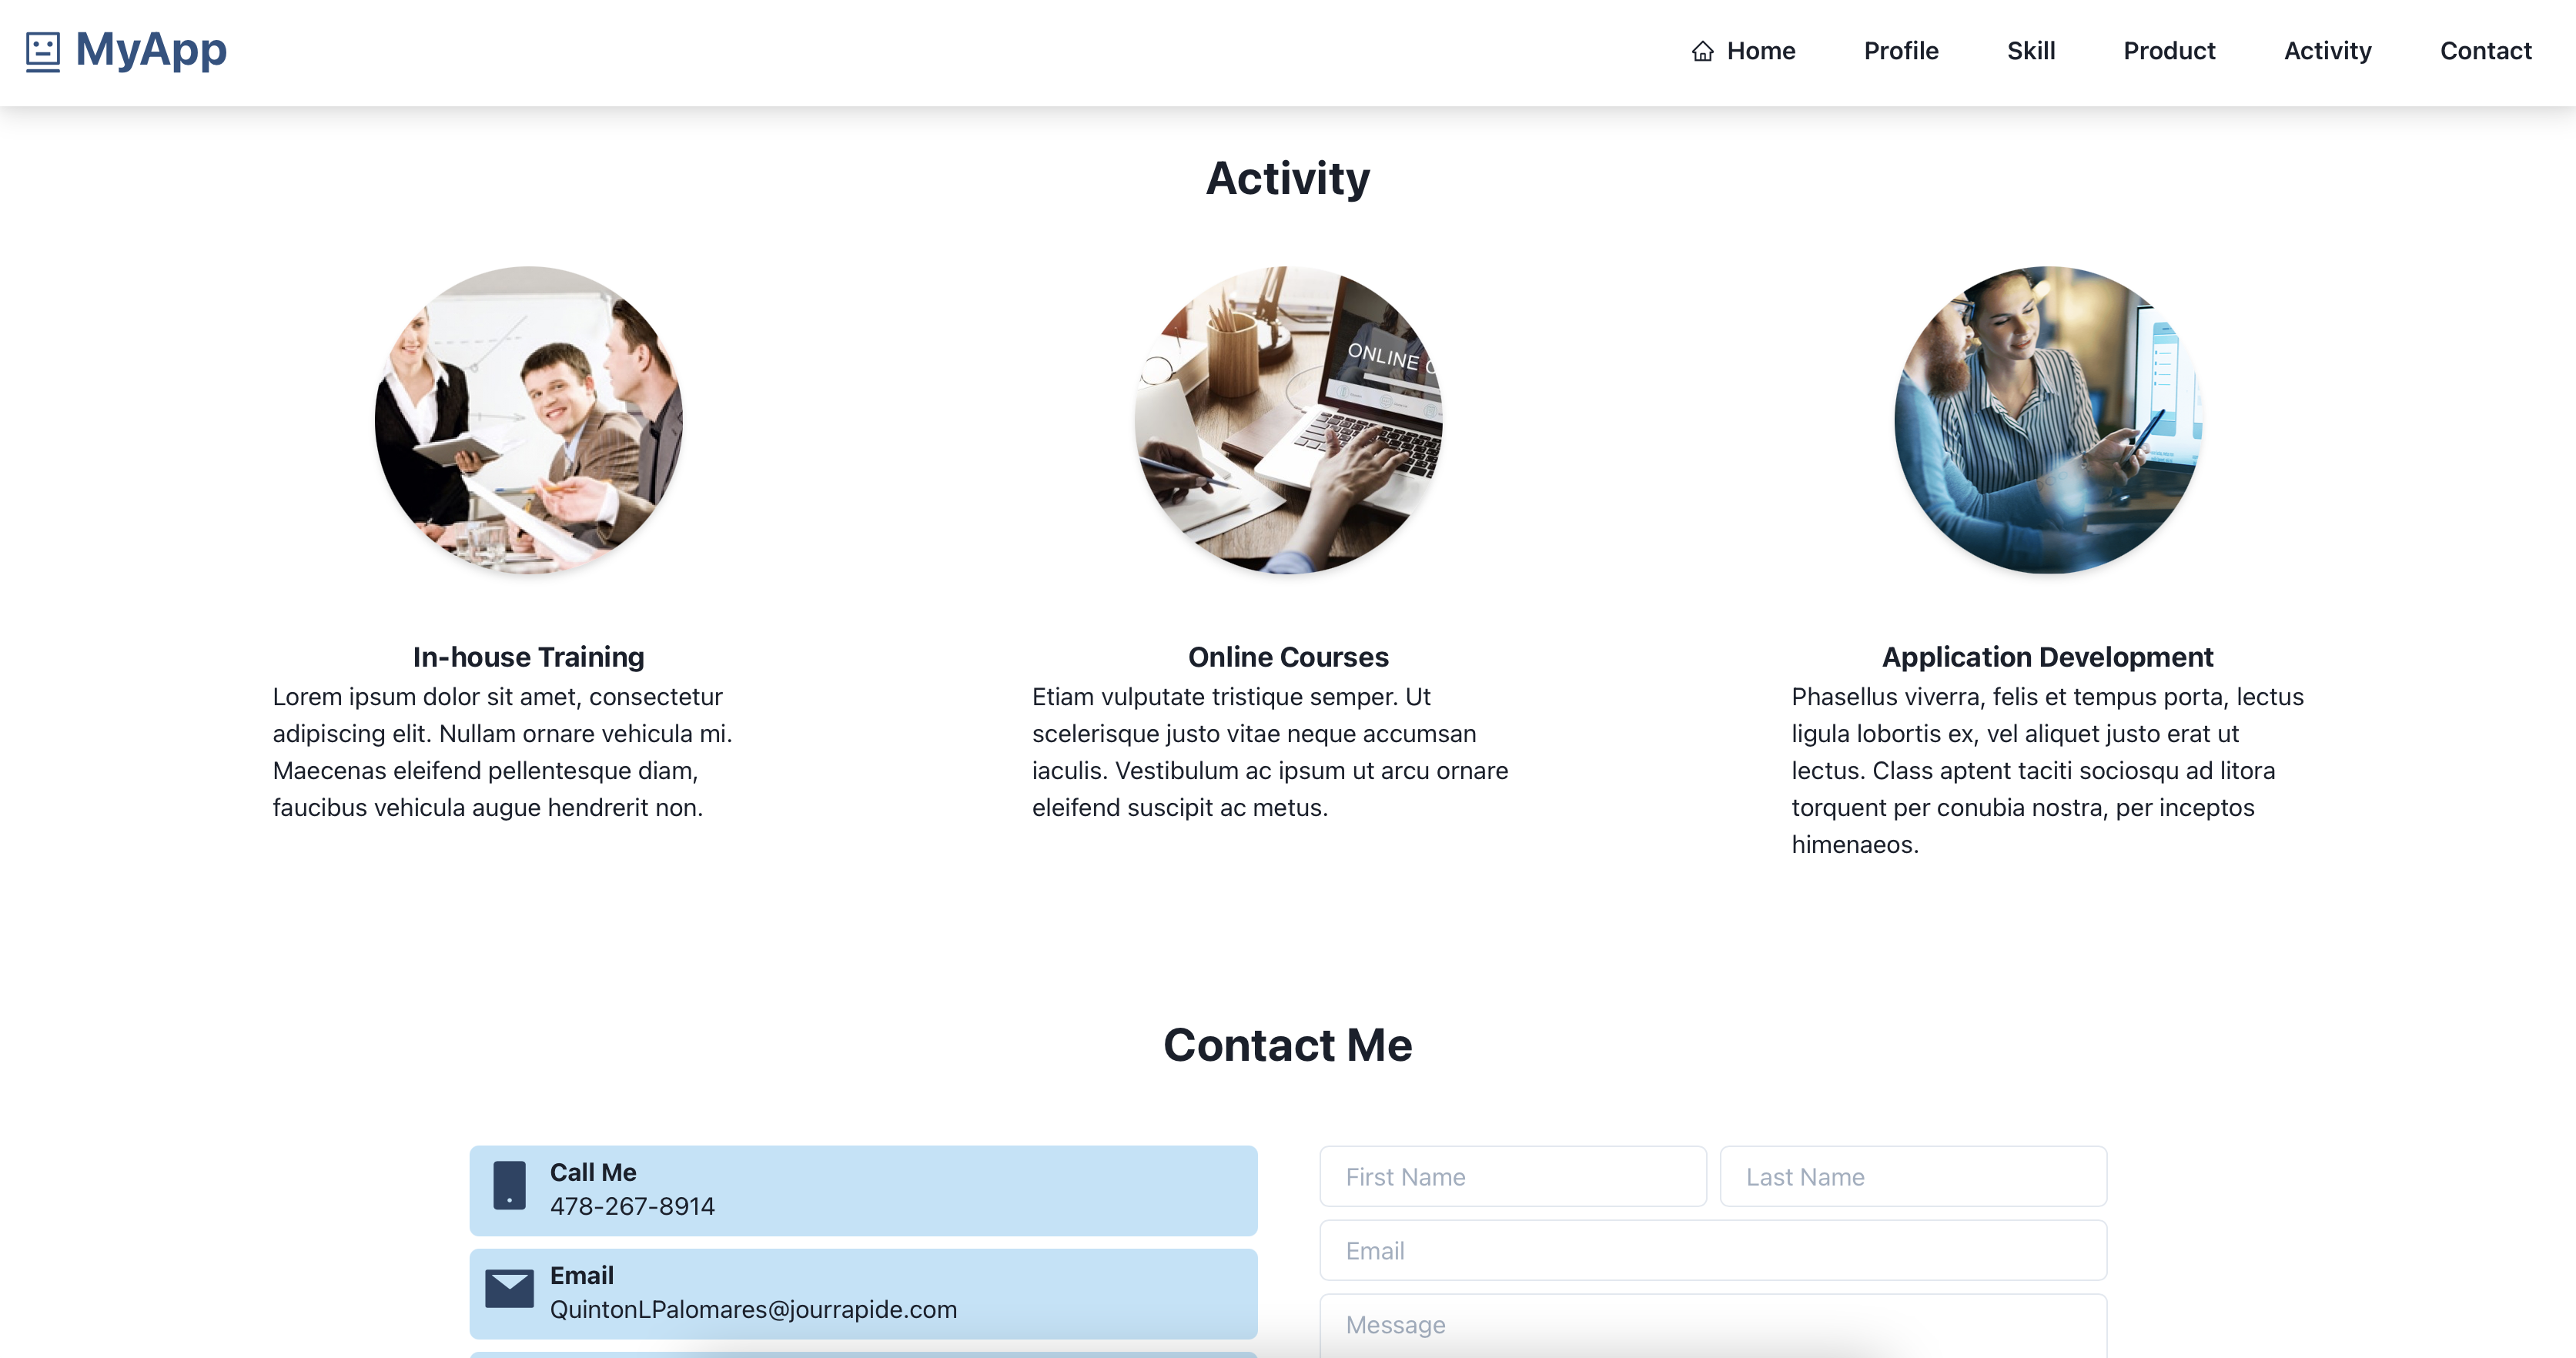 MyApp
Home Profile Skill Product Activity Contact
Activity
ONLINE
In-house Training
Lorem ipsum dolor sit amet, consectetur
adipiscing elit. Nullam ornare vehicula mi.
Maecenas eleifend pellentesque diam,
faucibus vehicula augue hendrerit non.
Online Courses
Etiam vulputate tristique semper. Ut
scelerisque justo vitae neque accumsan
iaculis. Vestibulum ac ipsum ut arcu ornare
eleifend suscipit ac metus.
Application Development
Phasellus viverra, felis et tempus porta, lectus
ligula lobortis ex, vel aliquet justo erat ut
lectus. Class aptent taciti sociosqu ad litora
torquent per conubia nostra, per inceptos
himenaeos.
Contact Me
Call Me
478-267-8914
Email
QuintonLPalomares@jourrapide.com
First Name
Last Name
Email
Message